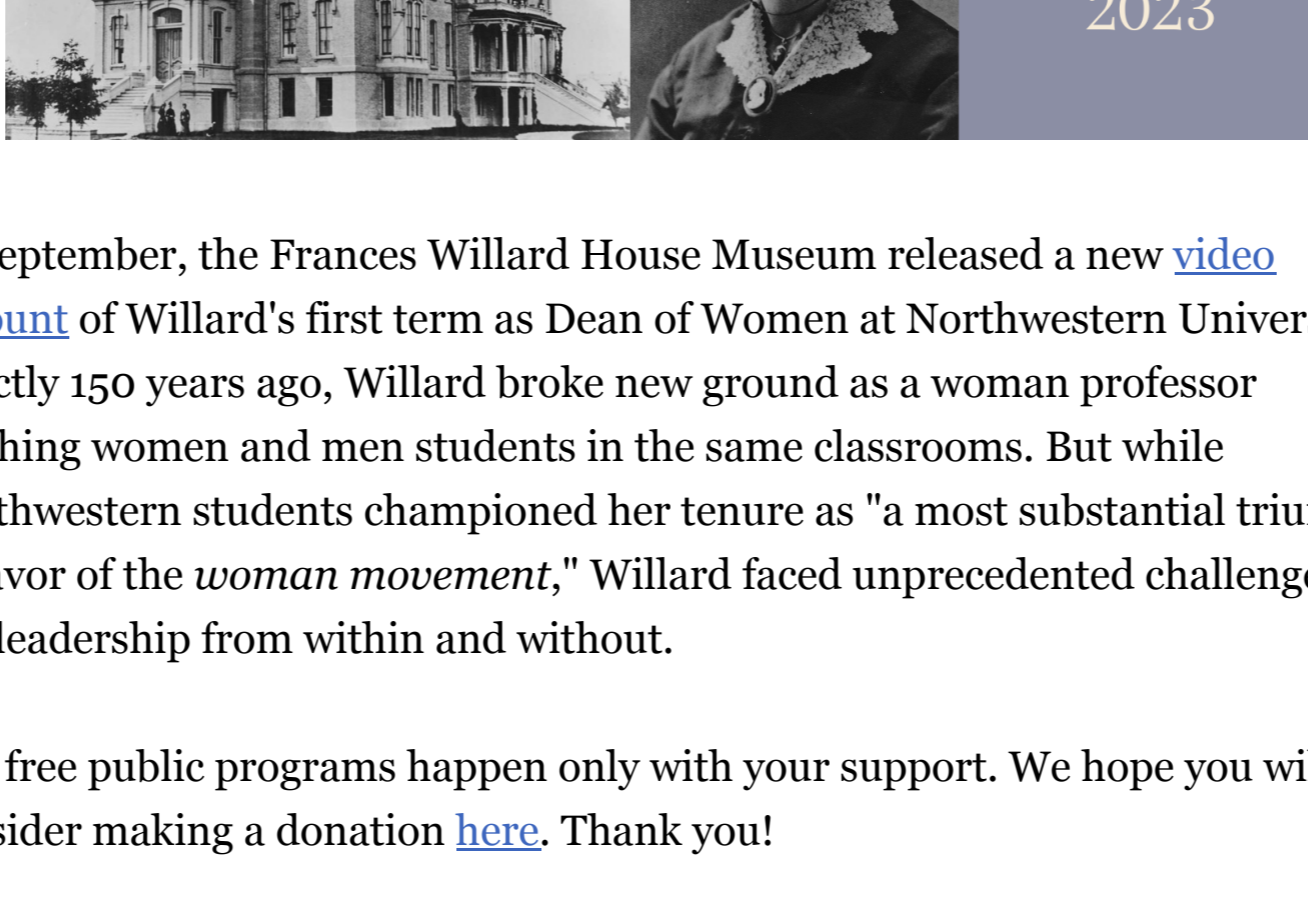 2023
eptember, the Frances Willard House Museum released a new video
ount of Willard's first term as Dean of Women at Northwestern Univers
ctly 150 years ago, Willard broke new ground as a woman professor
hing women and men students in the same classrooms. But while
thwestern students championed her tenure as "a most substantial triu
avor of the woman movement," Willard faced unprecedented challenge
leadership from within and without.
free public programs happen only with your support. We hope you wil
sider making a donation here. Thank you!